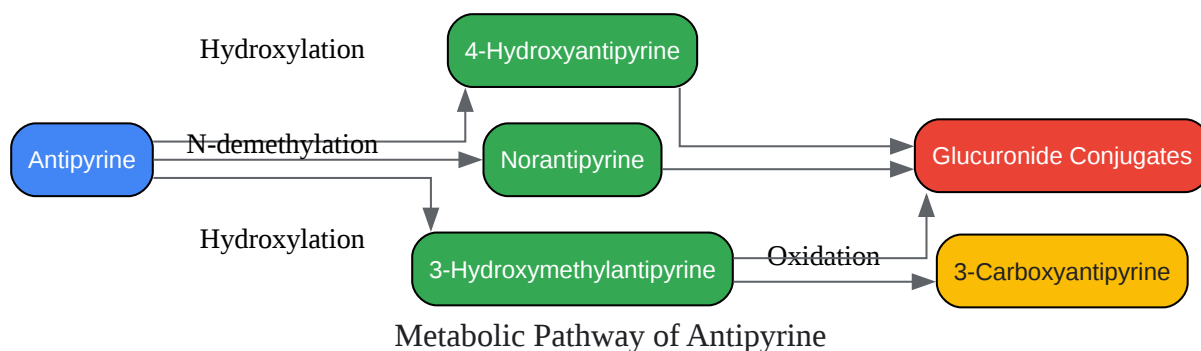 Hydroxylation
4-Hydroxyantipyrine
Antipyrine
N-demethylation
Norantipyrine
Glucuronide Conjugates
Hydroxylation
3-Hydroxymethylantipyrine
Oxidation
3-Carboxyantipyrine
Metabolic Pathway of Antipyrine